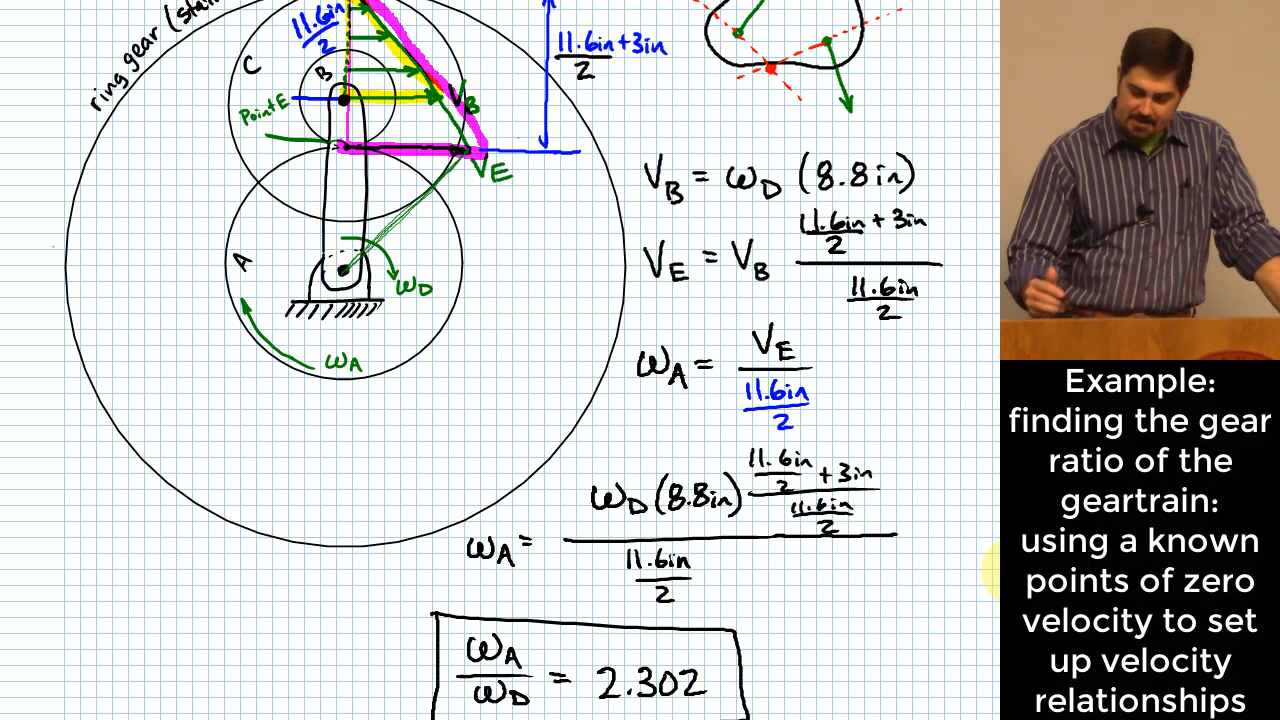 ring gear (stat
11.6in
2
11.6in + 3in
2
C
B
VB
Point E
VE
A
ωD
ωA
VB = ωD (8.8in)
VE = VB
11.6in + 3in
2
11.6in
2
ωA = VE
11.6in
2
ωA = ωD (8.8in)
11.6in + 3in
2
11.6in
2
11.6in
2
ωA
ωD
= 2.302
Example:
finding the gear
ratio of the
geartrain:
using a known
points of zero
velocity to set
up velocity
relationships